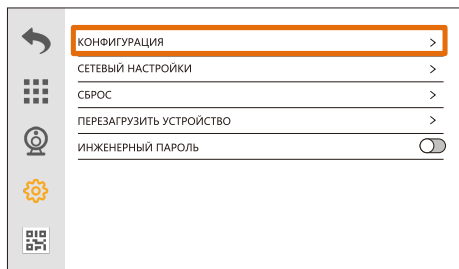 КОНФИГУРАЦИЯ
СЕТЕВЫЙ НАСТРОЙКИ
СБРОС
ПЕРЕЗАГРУЗИТЬ УСТРОЙСТВО
ИНЖЕНЕРНЫЙ ПАРОЛЬ